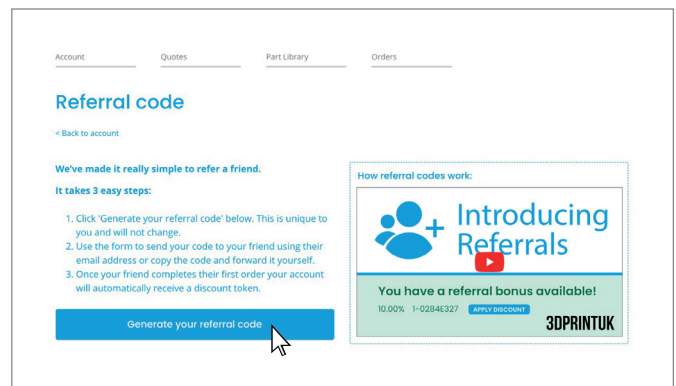 Account Quotes Part Library Orders
Referral code
< Back to account
We've made it really simple to refer a friend.
It takes 3 easy steps:
1. Click 'Generate your referral code' below. This is unique to
you and will not change.
2. Use the form to send your code to your friend using their
email address or copy the code and forward it yourself.
3. Once your friend completes their first order your account
will automatically receive a discount token.
Generate your referral code
How referral codes work:
Introducing
Referrals
You have a referral bonus available!
10.00% 1-0284E327 APPLY DISCOUNT
3DPRINTUK